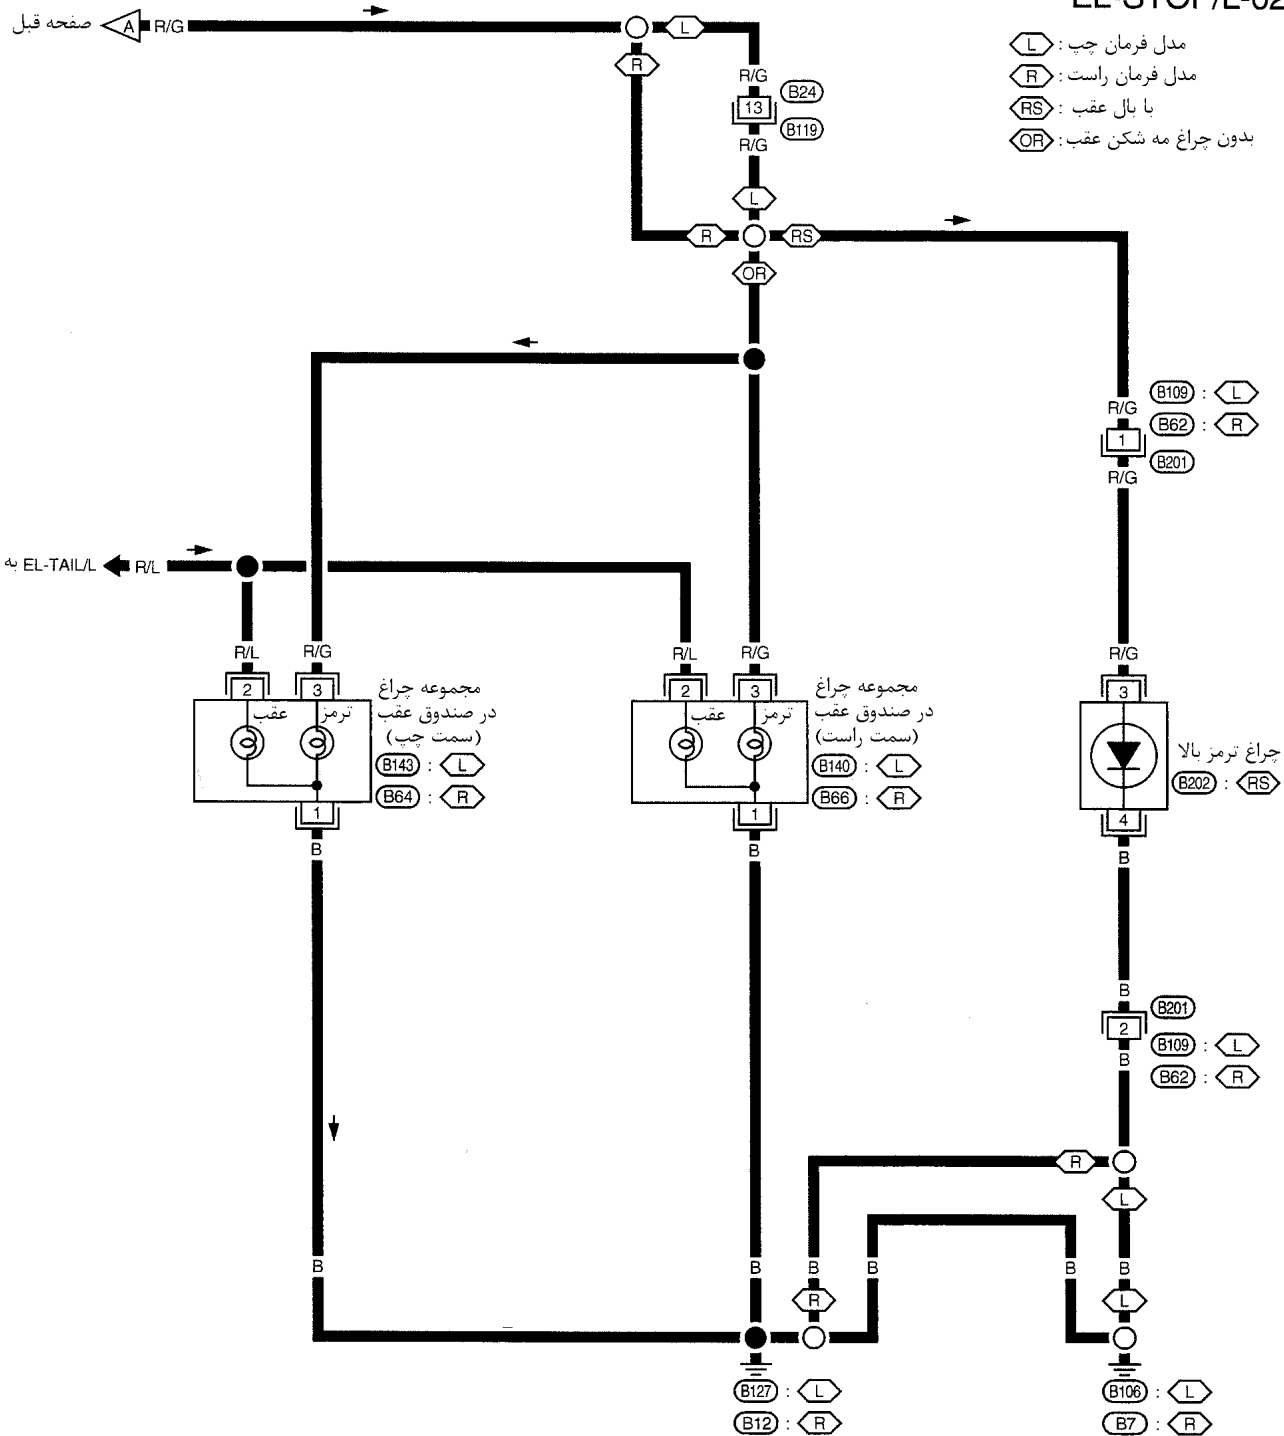 EL-STOP/L-02
صفحه قبل A R/G
L
R
مدل فرمان چپ : L
مدل فرمان راست : R
با بال عقب : RS
بدون چراغ مه شکن عقب : OR
R/G
13
B24
B119
R/G
L
R
RS
OR
R/G
1
B109 : L
B62 : R
B201
R/G
به EL-TAIL/L R/L
R/L
R/G
R/L
R/G
R/G
2
3
2
3
3
عقب
ترمز
مجموعه چراغ
در صندوق عقب
(سمت چپ)
B143 : L
B64 : R
1
B
عقب
ترمز
مجموعه چراغ
در صندوق عقب
(سمت راست)
B140 : L
B66 : R
1
B
چراغ ترمز بالا
B202 : RS
4
B
B
2
B201
B109 : L
B62 : R
B
R
L
B
B
B
B
B
B
R
L
B127 : L
B12 : R
B106 : L
B7 : R